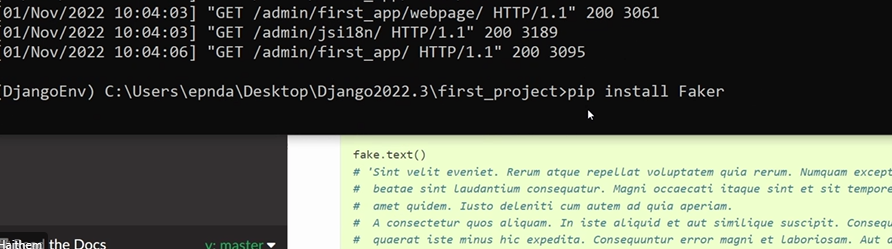 [01/Nov/2022 10:04:03] "GET /admin/first_app/webpage/ HTTP/1.1" 200 3061
[01/Nov/2022 10:04:03] "GET /admin/jsi18n/ HTTP/1.1" 200 3189
[01/Nov/2022 10:04:06] "GET /admin/first_app/ HTTP/1.1" 200 3095
(DjangoEnv) C:\Users\epnda\Desktop\Django2022.3\first_project>pip install Faker
fake.text()
# 'Sint velit eveniet. Rerum atque repellat voluptatem quia rerum. Numquam except
# beatae sint laudantium consequatur. Magni occaecati itaque sint et sit tempore
# amet quidem. Iusto deleniti cum autem ad quia aperiam.
# A consectetur quos aliquam. In iste aliquid et aut similique suscipit. Consequ
# quaerat iste minus hic expedita. Consequuntur error magni et laboriosam. Aut a
the Docs
v: master